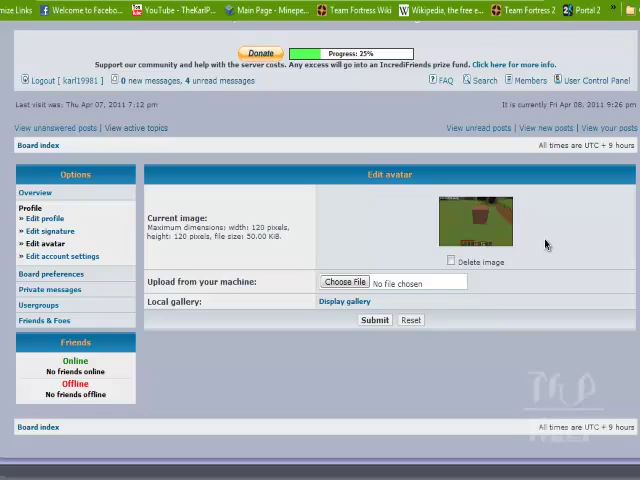 mize Links Welcome to Facebo... YouTube - TheKarlP... Main Page - Minepe... Team Fortress Wiki Wikipedia, the free e... Team Fortress 2 Portal 2 »
Donate Progress: 25%
Support our community and help with the server costs. Any excess will go into an IncrediFriends prize fund. Click here for more info.
Logout [ karl19981 ] 0 new messages, 4 unread messages FAQ Search Members User Control Panel
Last visit was: Thu Apr 07, 2011 7:12 pm It is currently Fri Apr 08, 2011 9:26 pm
View unanswered posts | View active topics View unread posts | View new posts | View your posts
Board index All times are UTC + 9 hours
Options
Overview
Profile
» Edit profile
» Edit signature
» Edit avatar
» Edit account settings
Board preferences
Private messages
Usergroups
Friends & Foes
Friends
Online
No friends online
Offline
No friends offline
Edit avatar
Current image:
Maximum dimensions: width: 120 pixels,
height: 120 pixels, file size: 50.00 KiB.
Delete image
Upload from your machine: Choose File No file chosen
Local gallery: Display gallery
Submit Reset
Board index All times are UTC + 9 hours